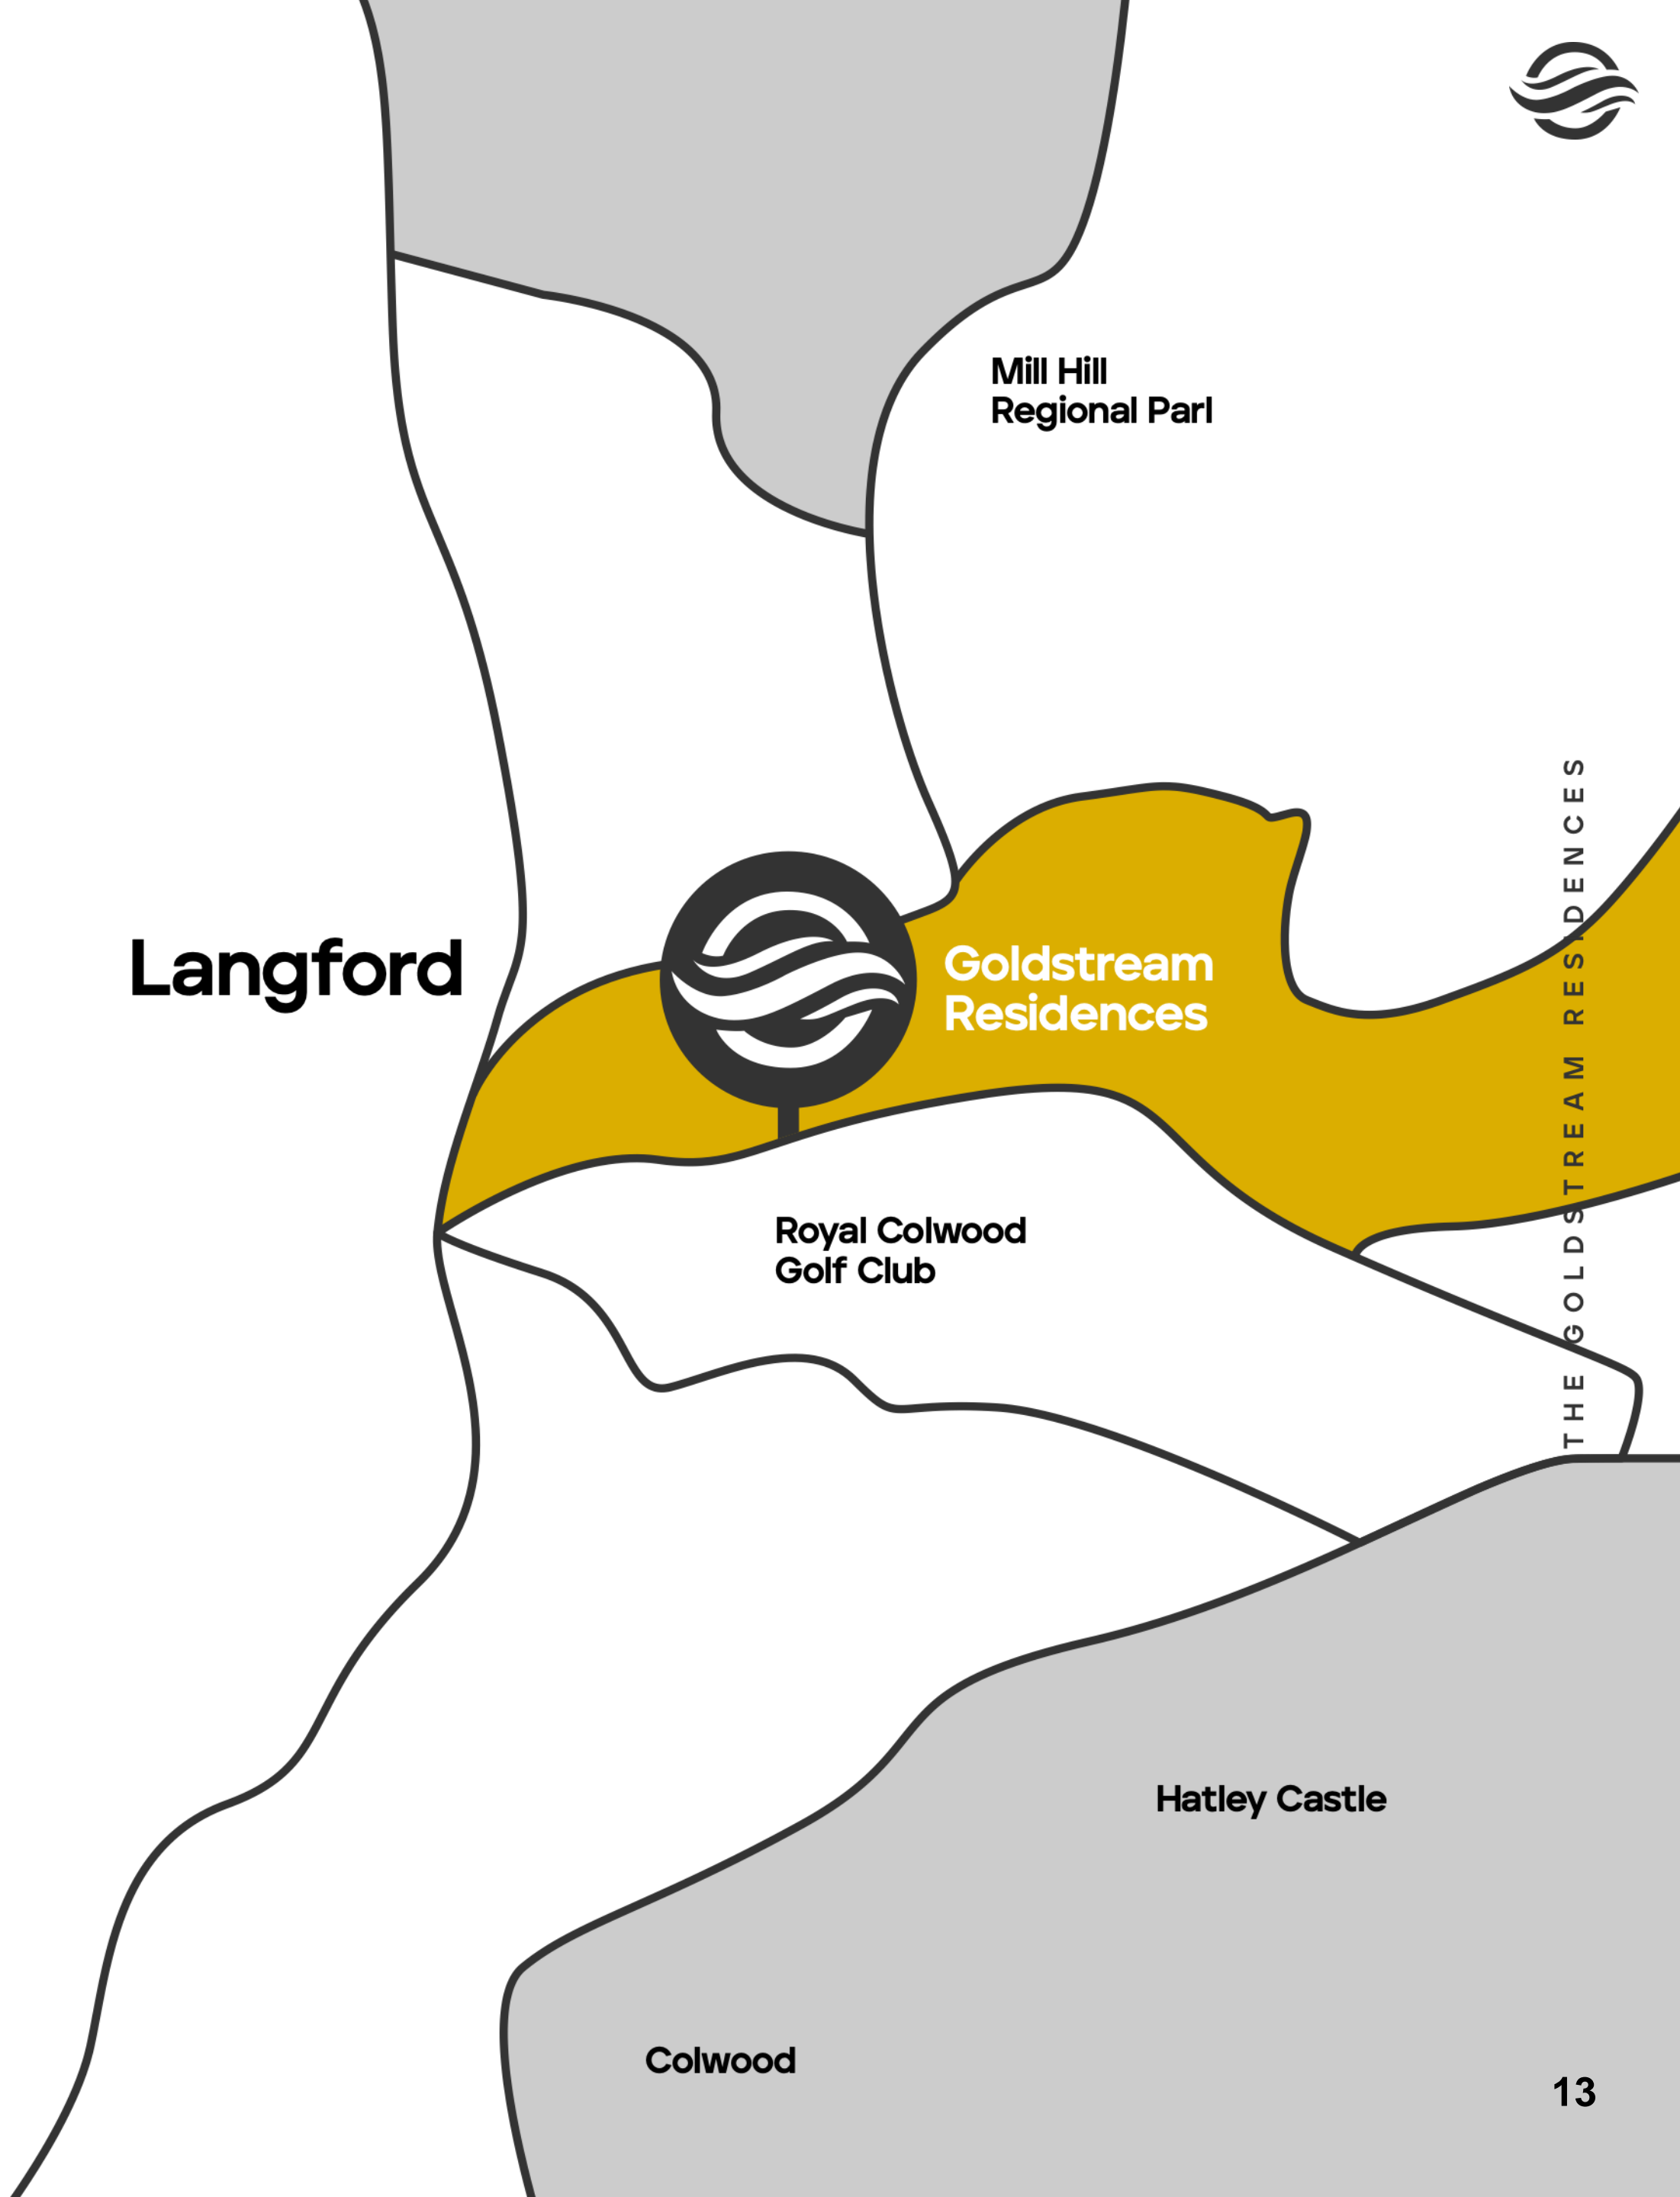 Mill Hill
Regional Parl
THE GOLDSTREAM RESIDENCES
Langford
Goldstream
Residences
Royal Colwood
Golf Club
Hatley Castle
Colwood
13